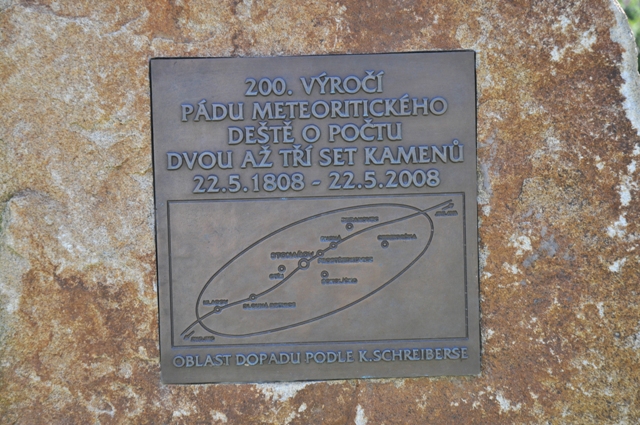 200. VÝROČÍ
PÁDU METEORITICKÉHO
DEŠTĚ O POČTU
DVOU AŽ TŘÍ SET KAMENŮ
22.5.1808 - 22.5.2008
OBLAST DOPADU PODLE K. SCHREIBERSE